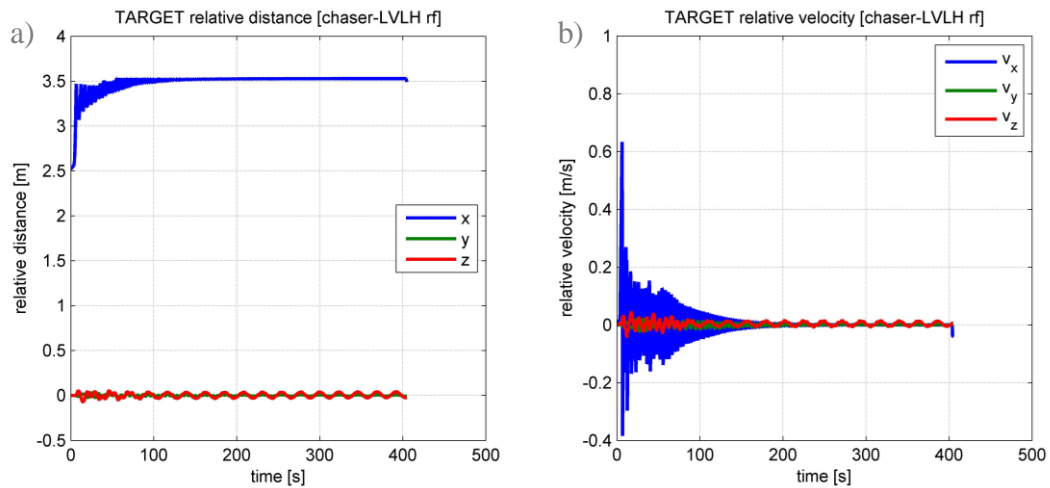 a)
TARGET relative distance [chaser-LVLH rf]
4
3.5
3
2.5
2
1.5
1
0.5
0
-0.5
relative distance [m]
x
y
z
0 100 200 300 400 500
time [s]
b)
TARGET relative velocity [chaser-LVLH rf]
1
0.8
0.6
0.4
0.2
0
-0.2
-0.4
relative velocity [m/s]
v_x
v_y
v_z
0 100 200 300 400 500
time [s]